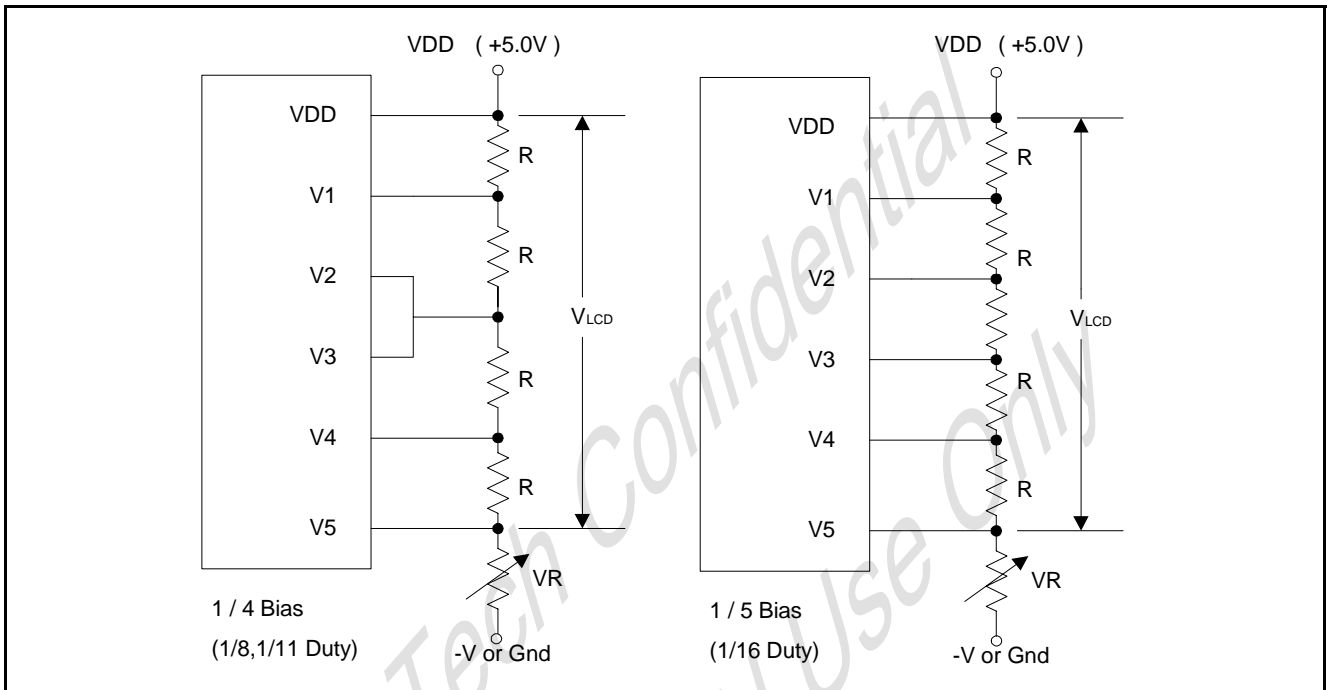 VDD ( +5.0V )
VDD
R
V1
R
V2
VLCD
V3
R
V4
R
V5
VR
1 / 4 Bias
(1/8,1/11 Duty)
-V or Gnd
VDD ( +5.0V )
VDD
R
V1
R
V2
VLCD
V3
R
V4
R
V5
VR
1 / 5 Bias
(1/16 Duty)
-V or Gnd
Tech Confidential
Use Only